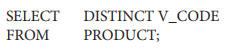 SELECT DISTINCT V_CODE
FROM PRODUCT;